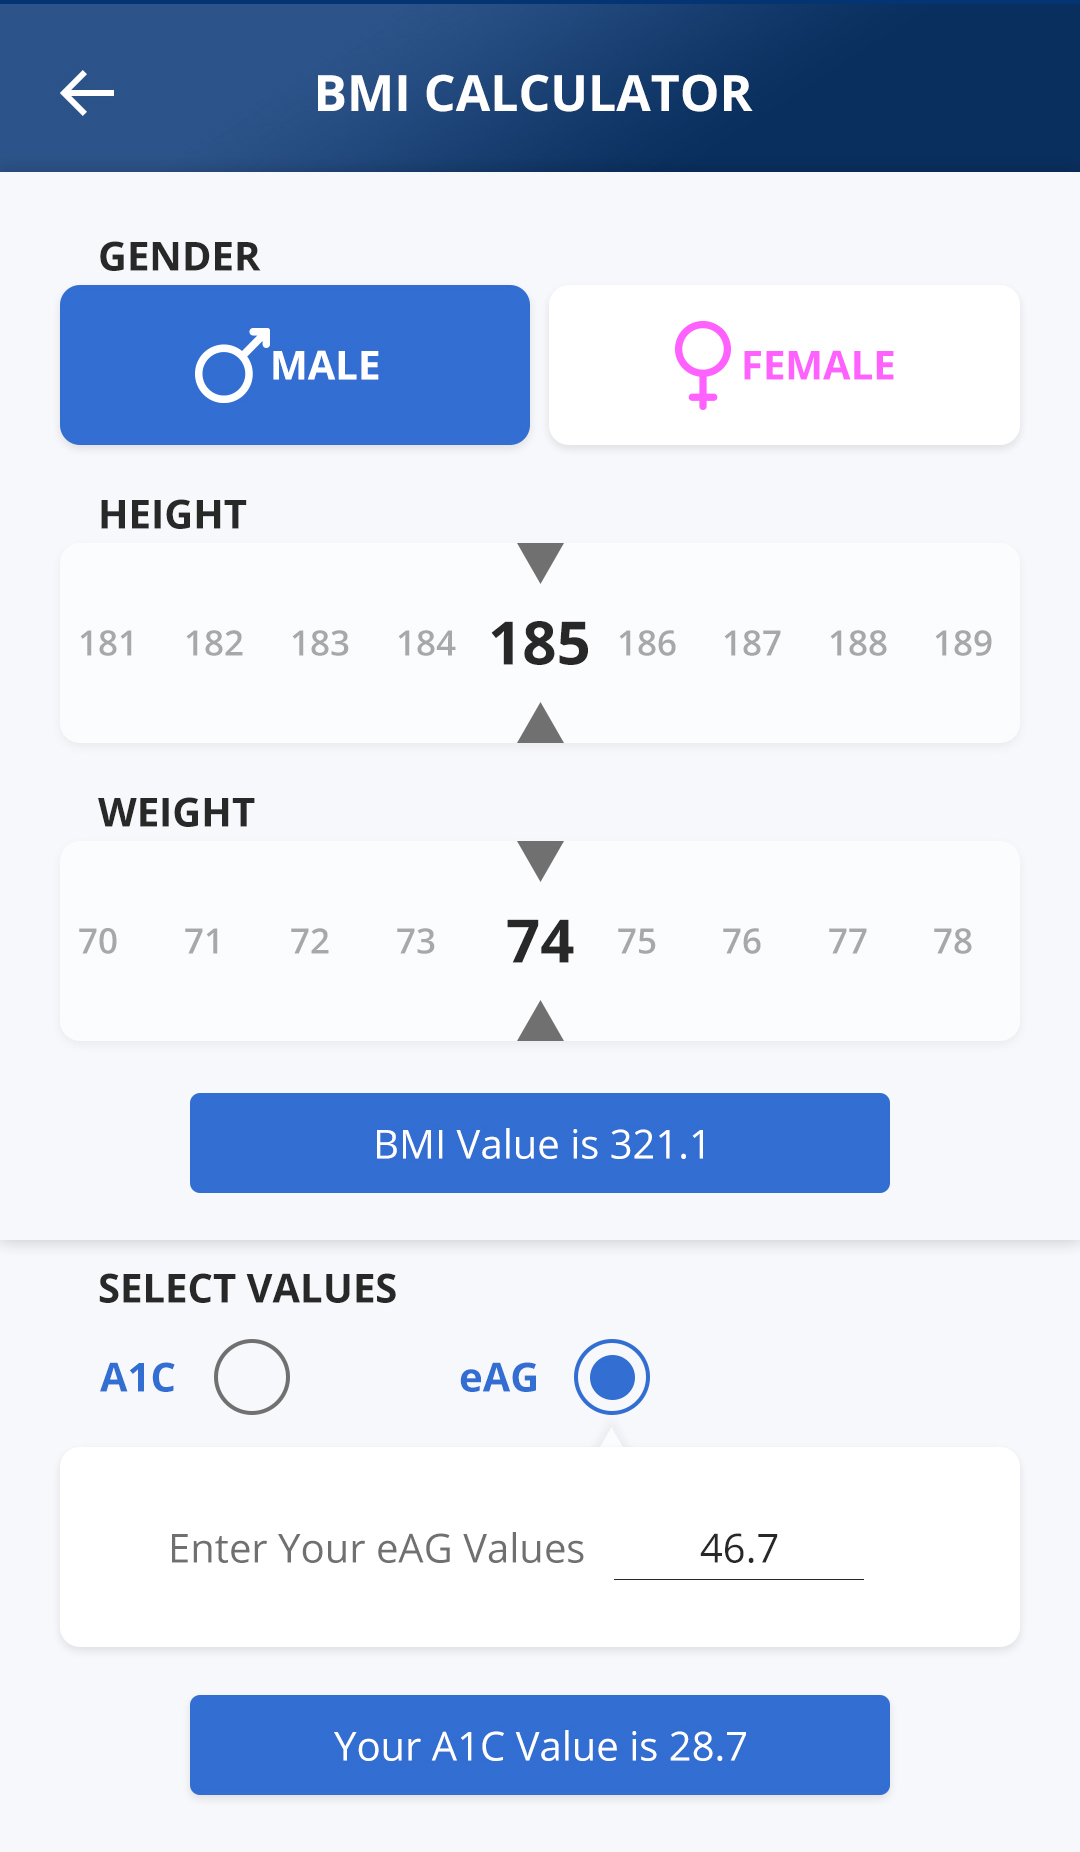 BMI CALCULATOR
GENDER
MALE
FEMALE
HEIGHT
181 182 183 184 185 186 187 188 189
WEIGHT
70 71 72 73 74 75 76 77 78
BMI Value is 321.1
SELECT VALUES
A1C eAG
Enter Your eAG Values 46.7
Your A1C Value is 28.7